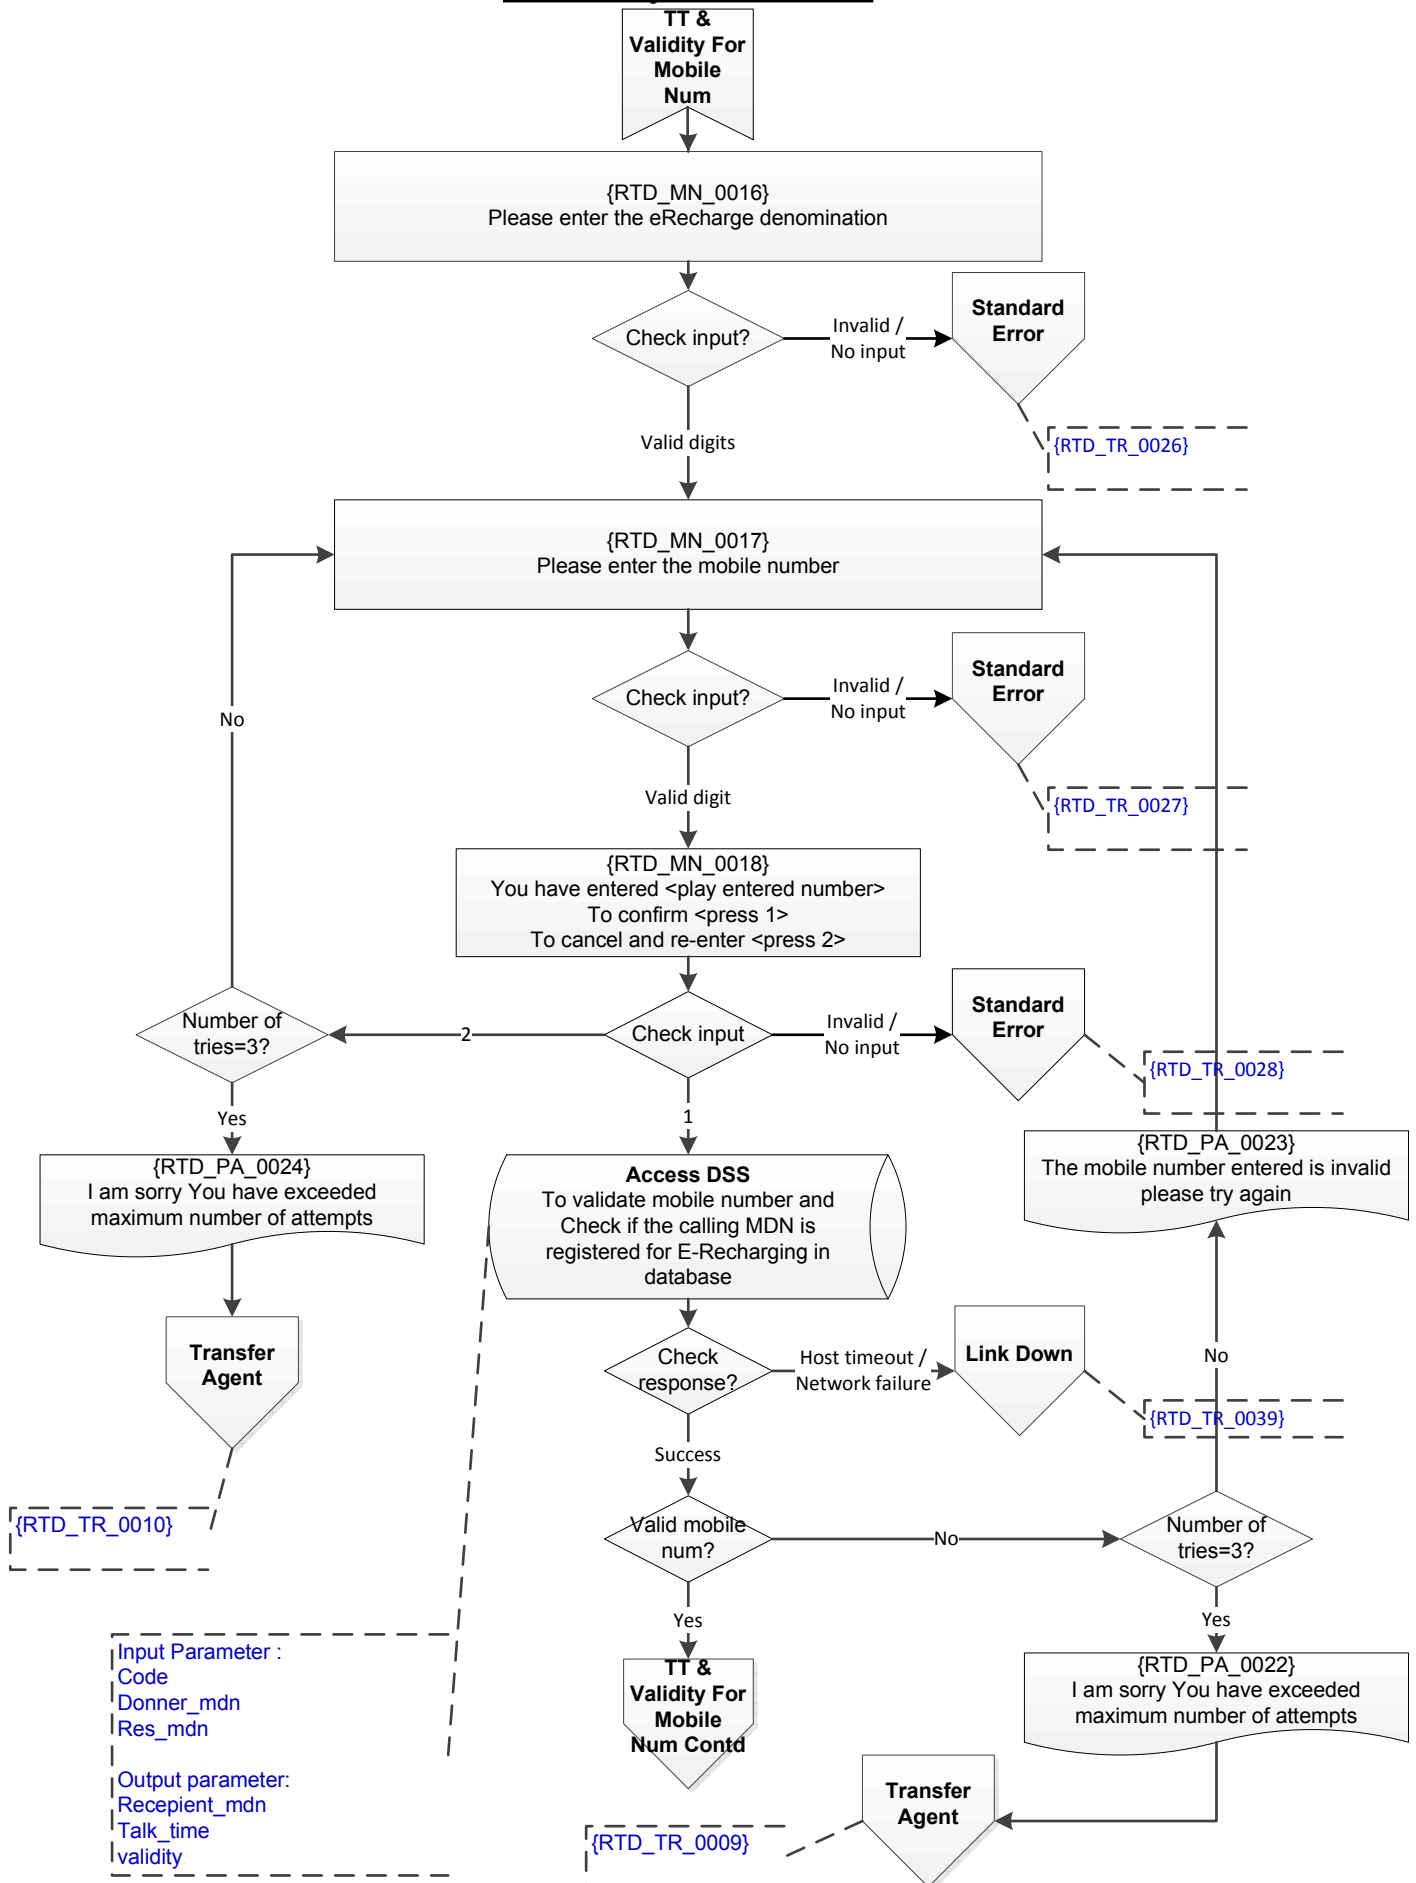 TT &
Validity For
Mobile
Num
{RTD_MN_0016}
Please enter the eRecharge denomination
Check input?
Invalid /
No input
Standard
Error
{RTD_TR_0026}
Valid digits
{RTD_MN_0017}
Please enter the mobile number
Check input?
Invalid /
No input
Standard
Error
{RTD_TR_0027}
No
Valid digit
{RTD_MN_0018}
You have entered <play entered number>
To confirm <press 1>
To cancel and re-enter <press 2>
Number of
tries=3?
2
Check input
Invalid /
No input
Standard
Error
{RTD_TR_0028}
Yes
1
{RTD_PA_0024}
I am sorry You have exceeded
maximum number of attempts
Access DSS
To validate mobile number and
Check if the calling MDN is
registered for E-Recharging in
database
{RTD_PA_0023}
The mobile number entered is invalid
please try again
Transfer
Agent
Check
response?
Host timeout /
Network failure
Link Down
No
{RTD_TR_0039}
Success
{RTD_TR_0010}
Valid mobile
num?
No
Number of
tries=3?
Yes
Yes
Input Parameter :
Code
Donner_mdn
Res_mdn
Output parameter:
Recepient_mdn
Talk_time
validity
TT &
Validity For
Mobile
Num Contd
{RTD_PA_0022}
I am sorry You have exceeded
maximum number of attempts
Transfer
Agent
{RTD_TR_0009}